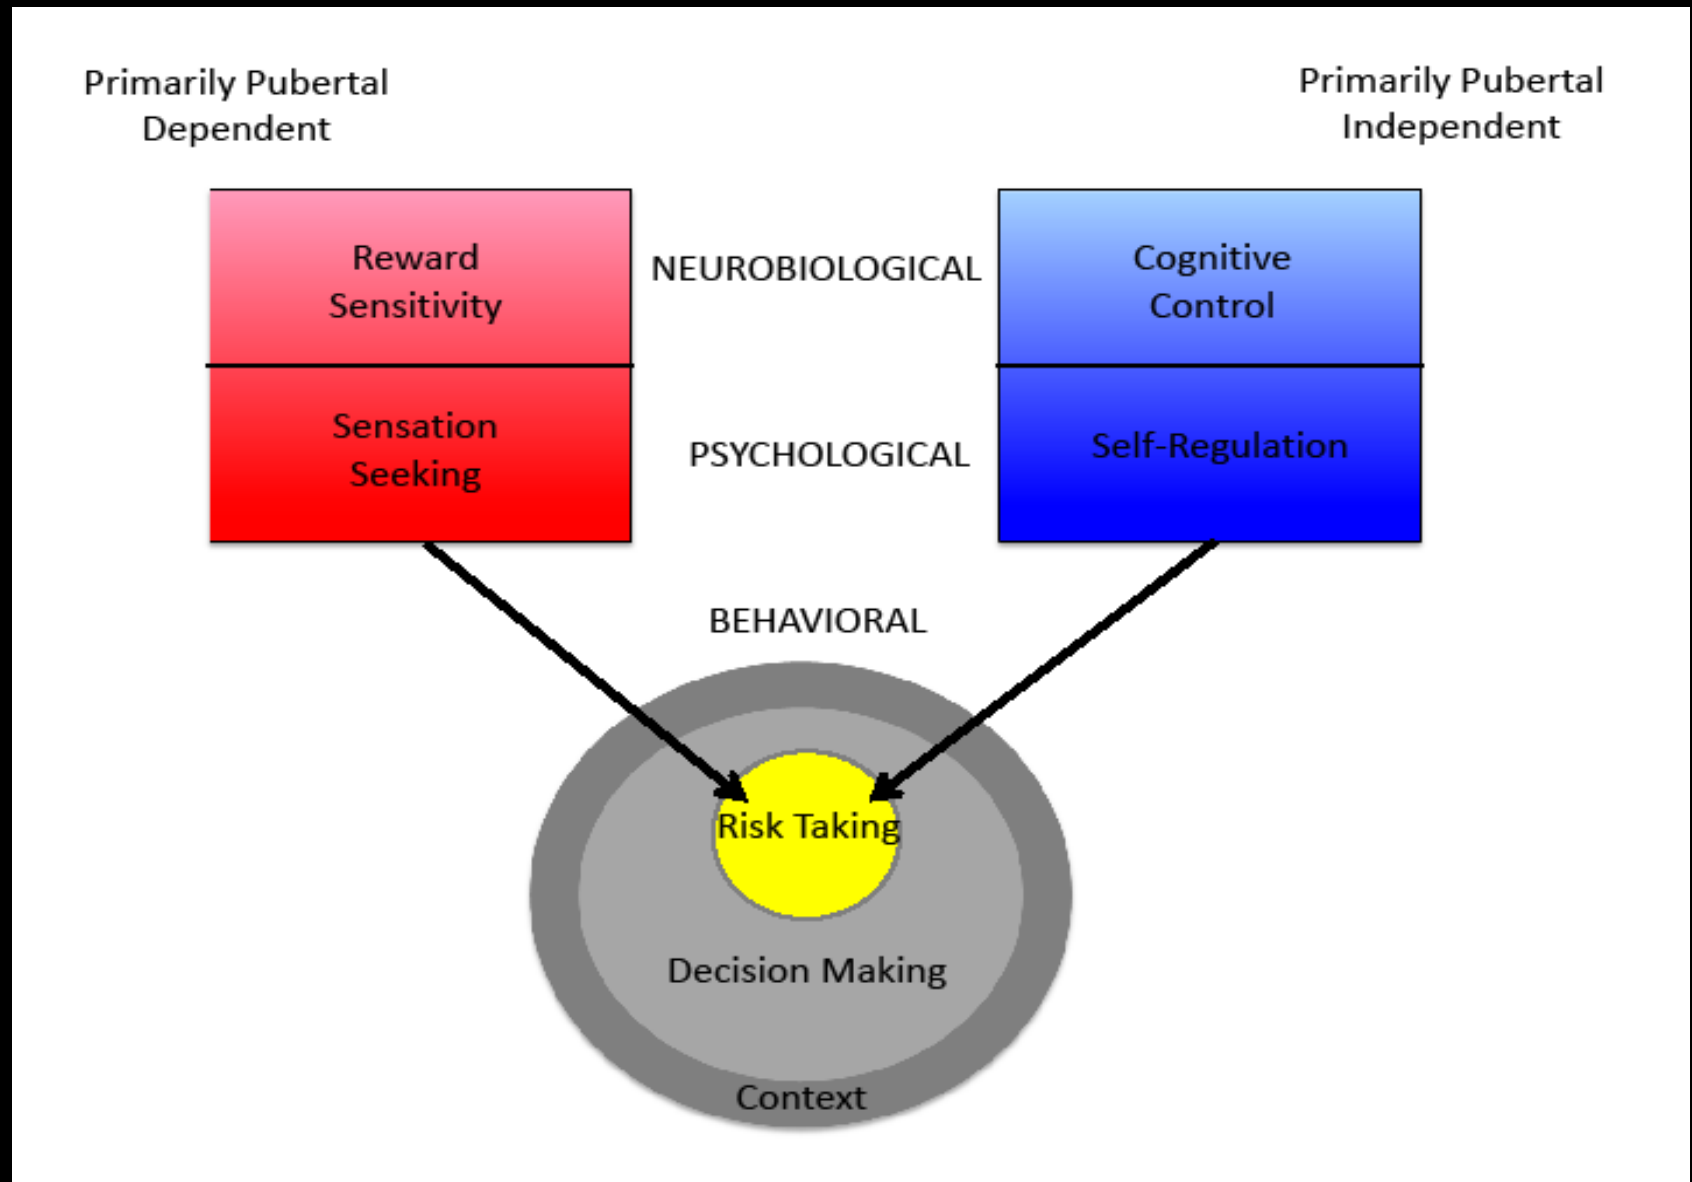 Primarily Pubertal
Dependent
Primarily Pubertal
Independent
Reward
Sensitivity
NEUROBIOLOGICAL
Cognitive
Control
Sensation
Seeking
PSYCHOLOGICAL
Self-Regulation
BEHAVIORAL
Risk Taking
Decision Making
Context